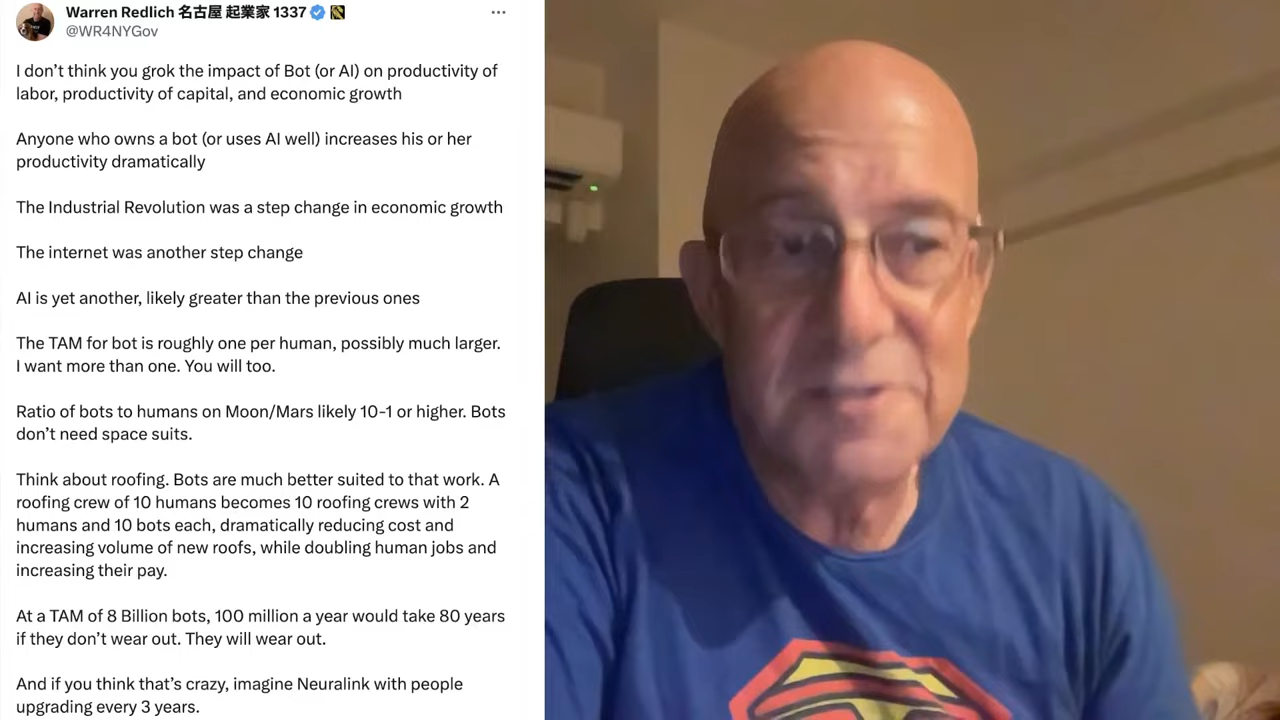 Warren Redlich 名古屋 起業家 1337
@WR4NYGov
I don't think you grok the impact of Bot (or AI) on productivity of
labor, productivity of capital, and economic growth
Anyone who owns a bot (or uses AI well) increases his or her
productivity dramatically
The Industrial Revolution was a step change in economic growth
The internet was another step change
AI is yet another, likely greater than the previous ones
The TAM for bot is roughly one per human, possibly much larger.
I want more than one. You will too.
Ratio of bots to humans on Moon/Mars likely 10-1 or higher. Bots
don't need space suits.
Think about roofing. Bots are much better suited to that work. A
roofing crew of 10 humans becomes 10 roofing crews with 2
humans and 10 bots each, dramatically reducing cost and
increasing volume of new roofs, while doubling human jobs and
increasing their pay.
At a TAM of 8 Billion bots, 100 million a year would take 80 years
if they don't wear out. They will wear out.
And if you think that's crazy, imagine Neuralink with people
upgrading every 3 years.